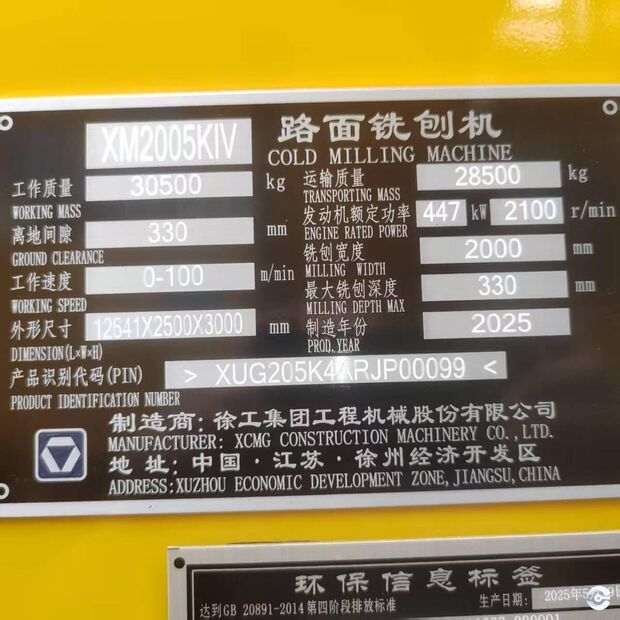 XM2005KIV 路面铣刨机
COLD MILLING MACHINE
工作质量 30500 kg 运输质量 28500 kg
WORKING MASS TRANSPORTING MASS
离地间隙 330 mm 发动机额定功率 447 kW 2100 r/min
GROUND CLEARANCE ENGINE RATED POWER
铣刨宽度 2000 mm
MILLING WIDTH
工作速度 0-100 m/min 最大铣刨深度 330 mm
WORKING SPEED MILLING DEPTH MAX
外形尺寸 12541X2500X3000 mm 制造年份 2025
DIMENSION(L×W×H) PROD.YEAR
产品识别代码(PIN) > XUG205K4ARJP00099 <
PRODUCT IDENTIFICATION NUMBER
制造商:徐工集团工程机械股份有限公司
MANUFACTURER: XCMG CONSTRUCTION MACHINERY CO., LTD.
地 址:中国·江苏·徐州经济开发区
ADDRESS:XUZHOU ECONOMIC DEVELOPMENT ZONE,JIANGSU,CHINA
环保信息标签
达到GB 20891-2014 第四阶段排放标准 生产日期: 2025年5月